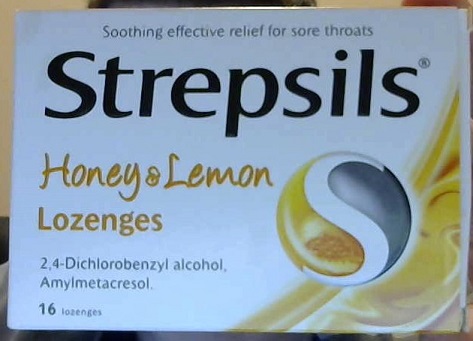 Soothing effective relief for sore throats
Strepsils®
Honey & Lemon
Lozenges
2,4-Dichlorobenzyl alcohol,
Amylmetacresol.
16 lozenges